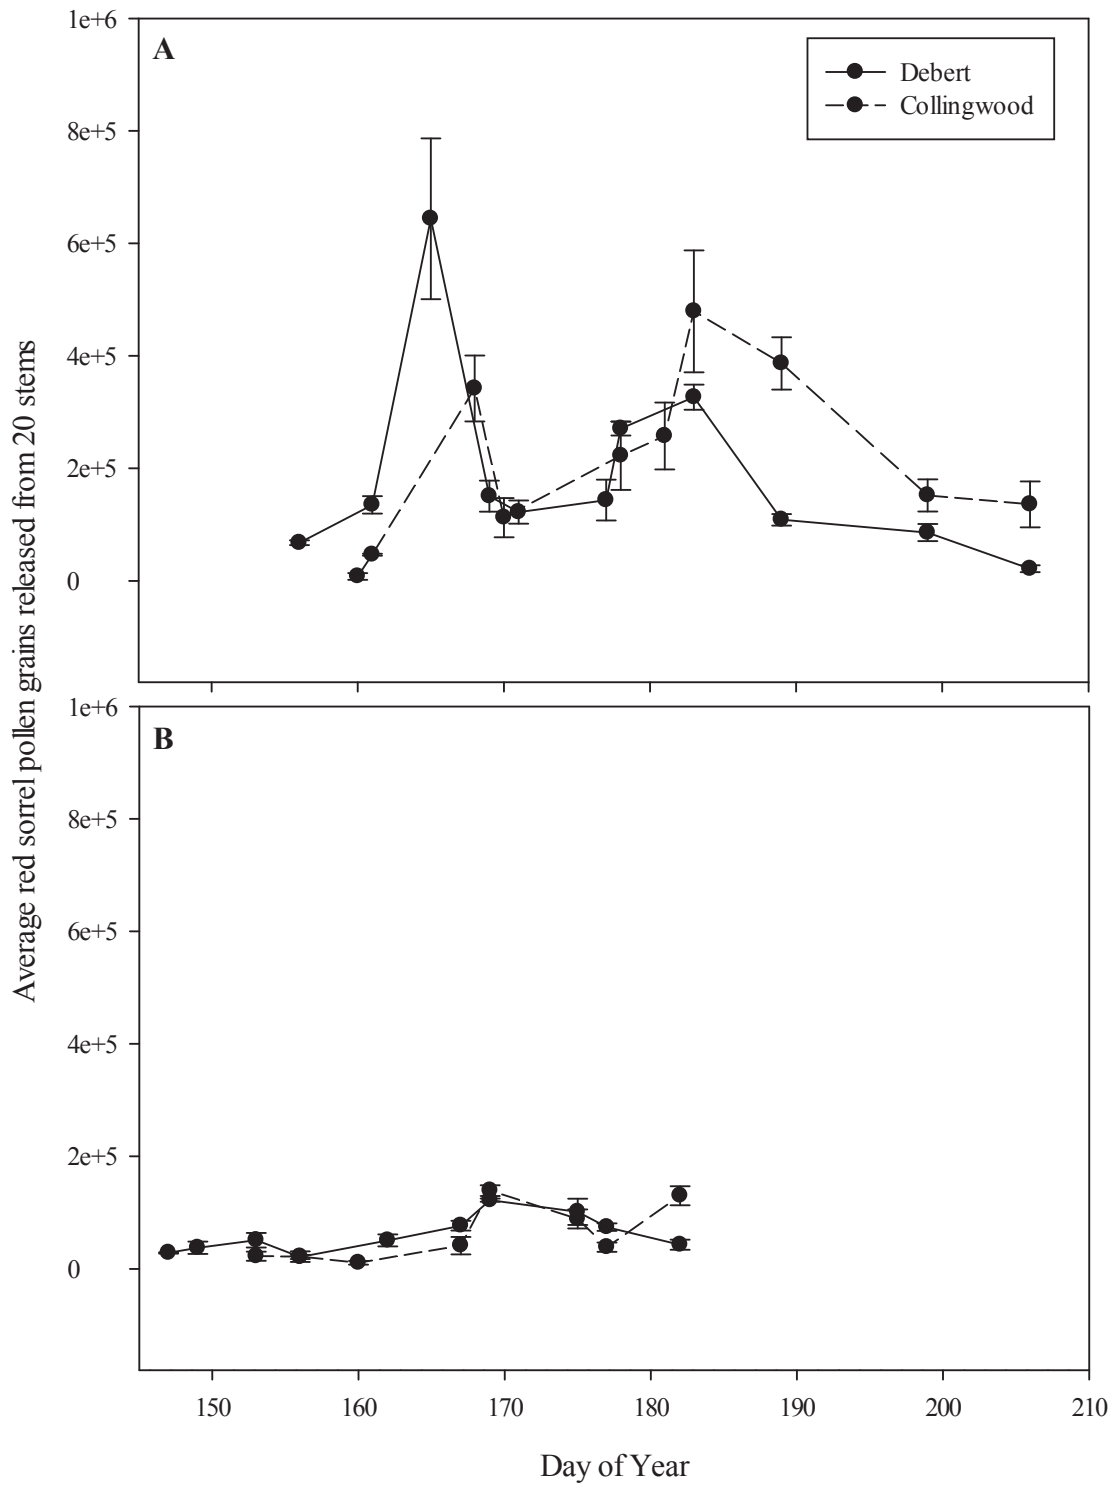 Average red sorrel pollen grains released from 20 stems
A
Debert
Collingwood
1e+6
8e+5
6e+5
4e+5
2e+5
0
B
1e+6
8e+5
6e+5
4e+5
2e+5
0
150 160 170 180 190 200 210
Day of Year